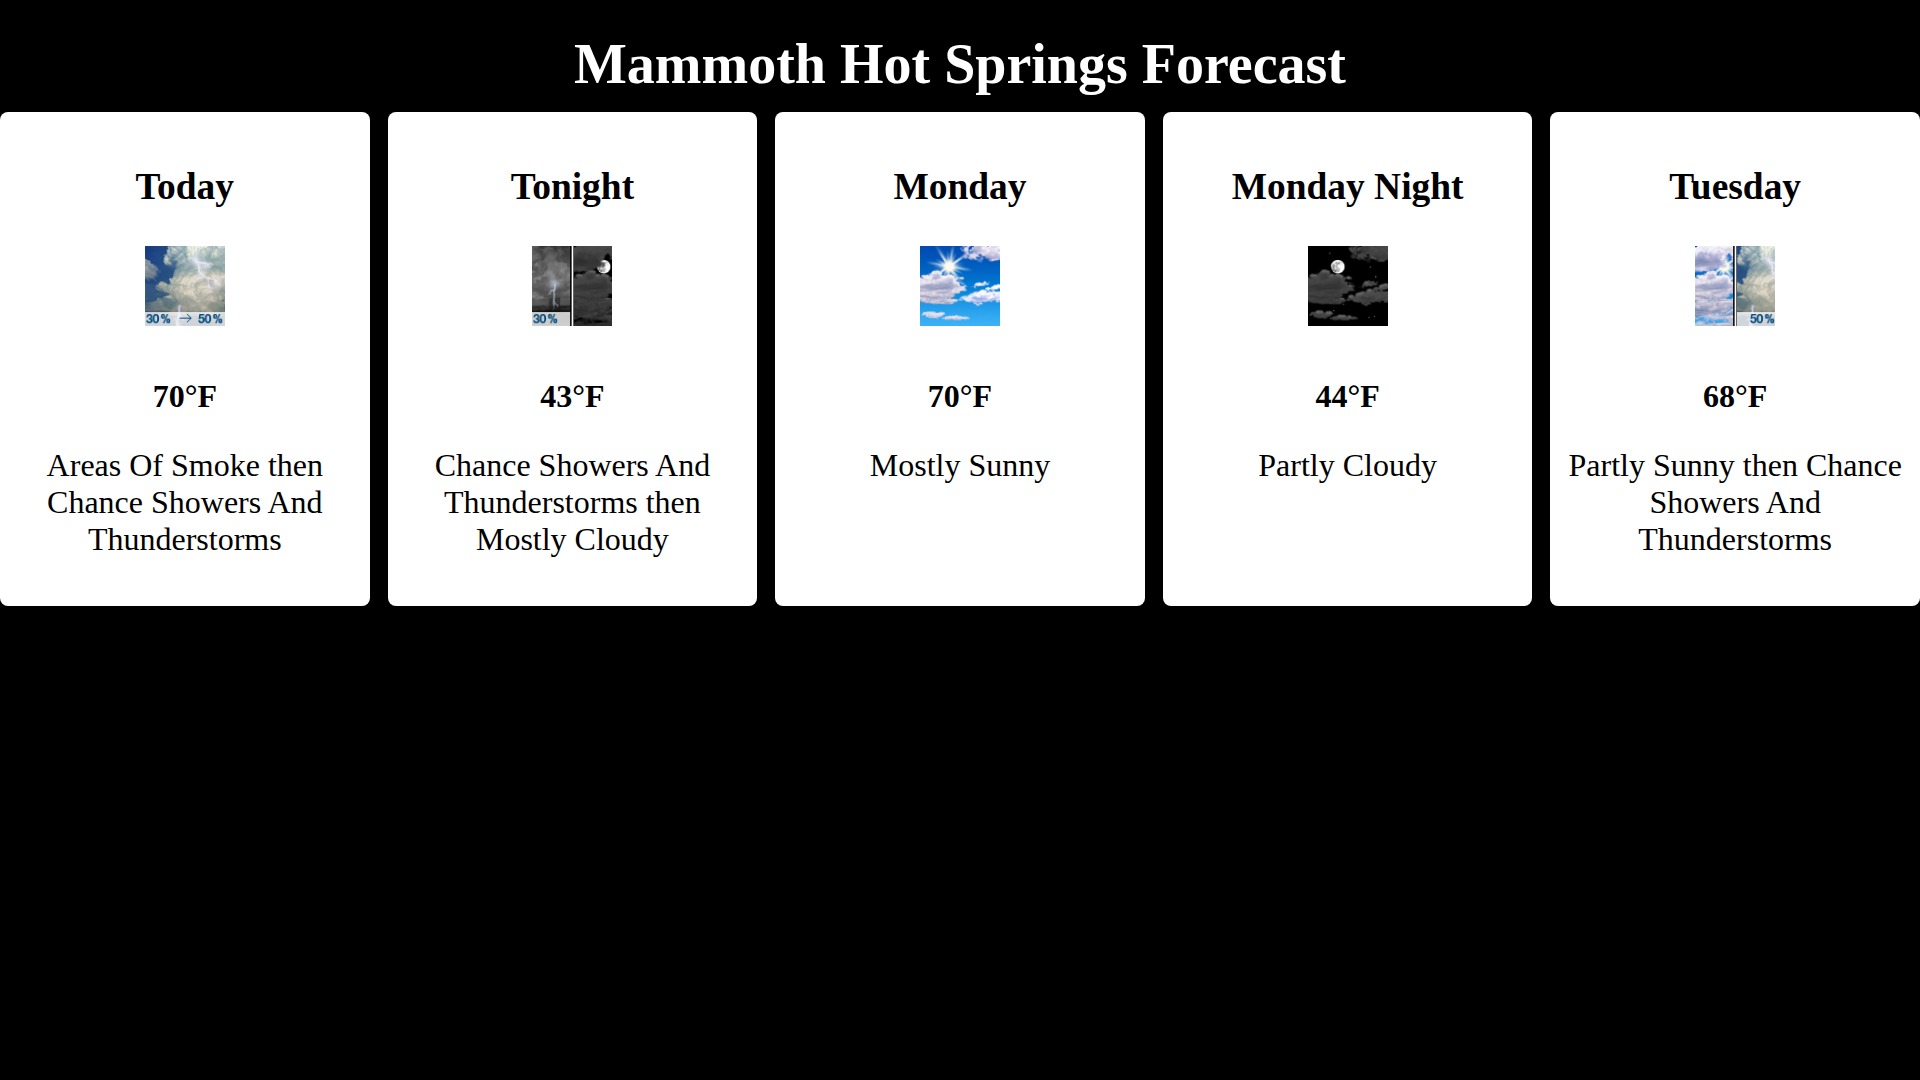 Mammoth Hot Springs Forecast
Today
30% → 50%
70°F
Areas Of Smoke then
Chance Showers And
Thunderstorms
Tonight
30%
43°F
Chance Showers And
Thunderstorms then
Mostly Cloudy
Monday
70°F
Mostly Sunny
Monday Night
44°F
Partly Cloudy
Tuesday
50%
68°F
Partly Sunny then Chance
Showers And
Thunderstorms